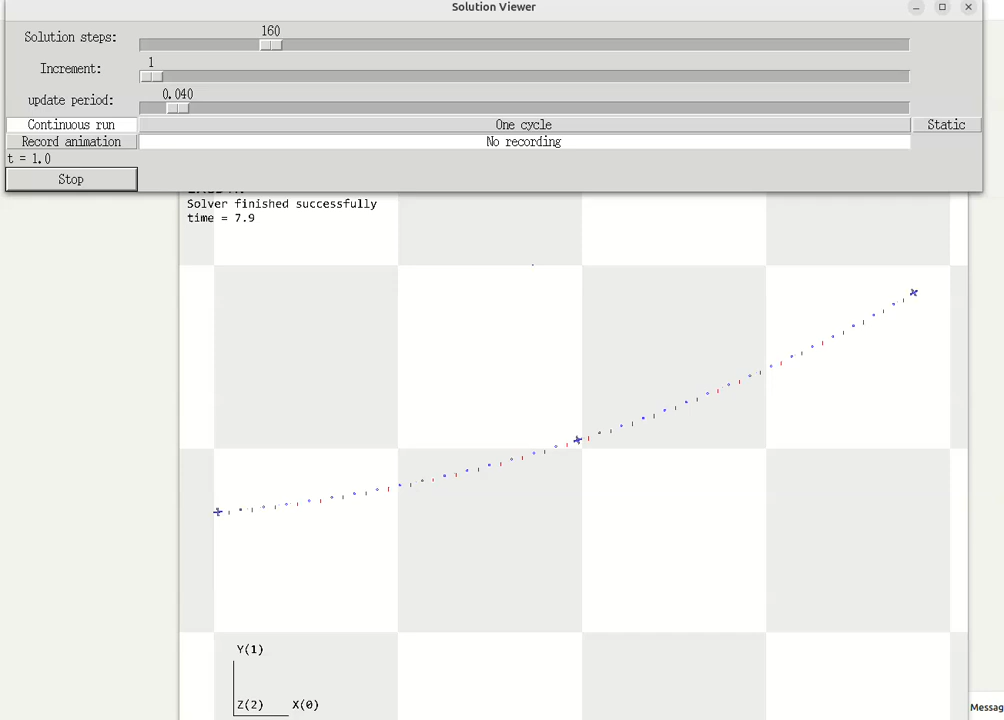 Solution Viewer
160
Solution steps:
1
Increment:
0.040
update period:
Continuous run One cycle Static
Record animation No recording
t = 1.0
Stop
Solver finished successfully
time = 7.9
Y(1)
Z(2) X(0)
Messag